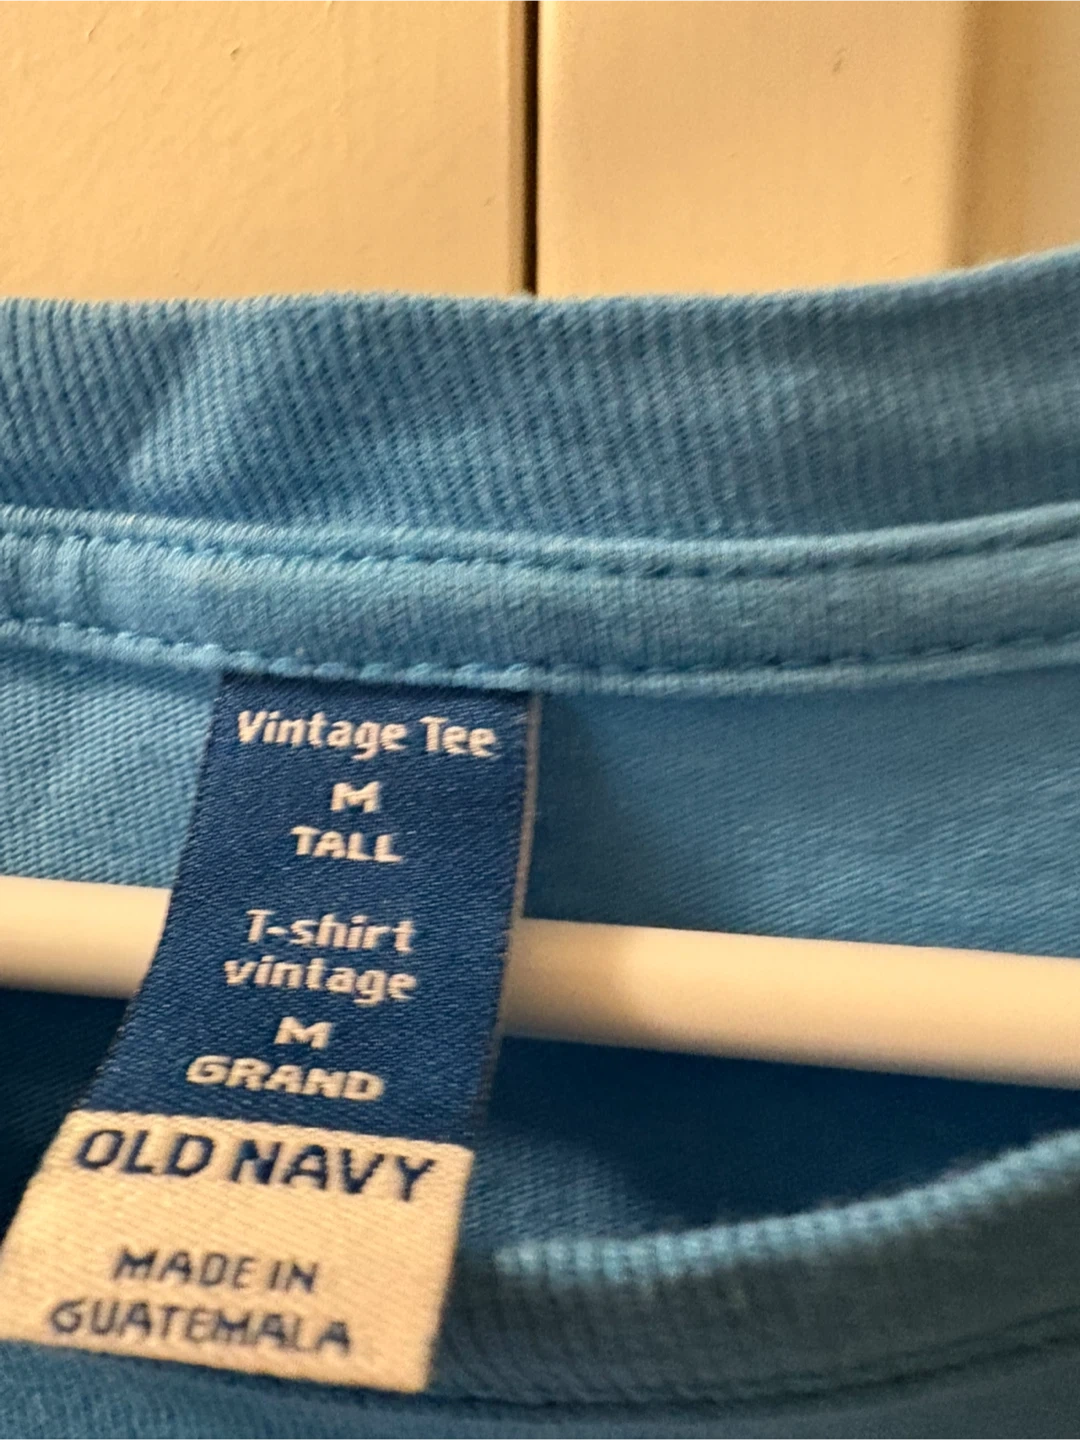 Vintage Tee
M
TALL
T-shirt
vintage
M
GRAND
OLD NAVY
MADE IN
GUATEMALA